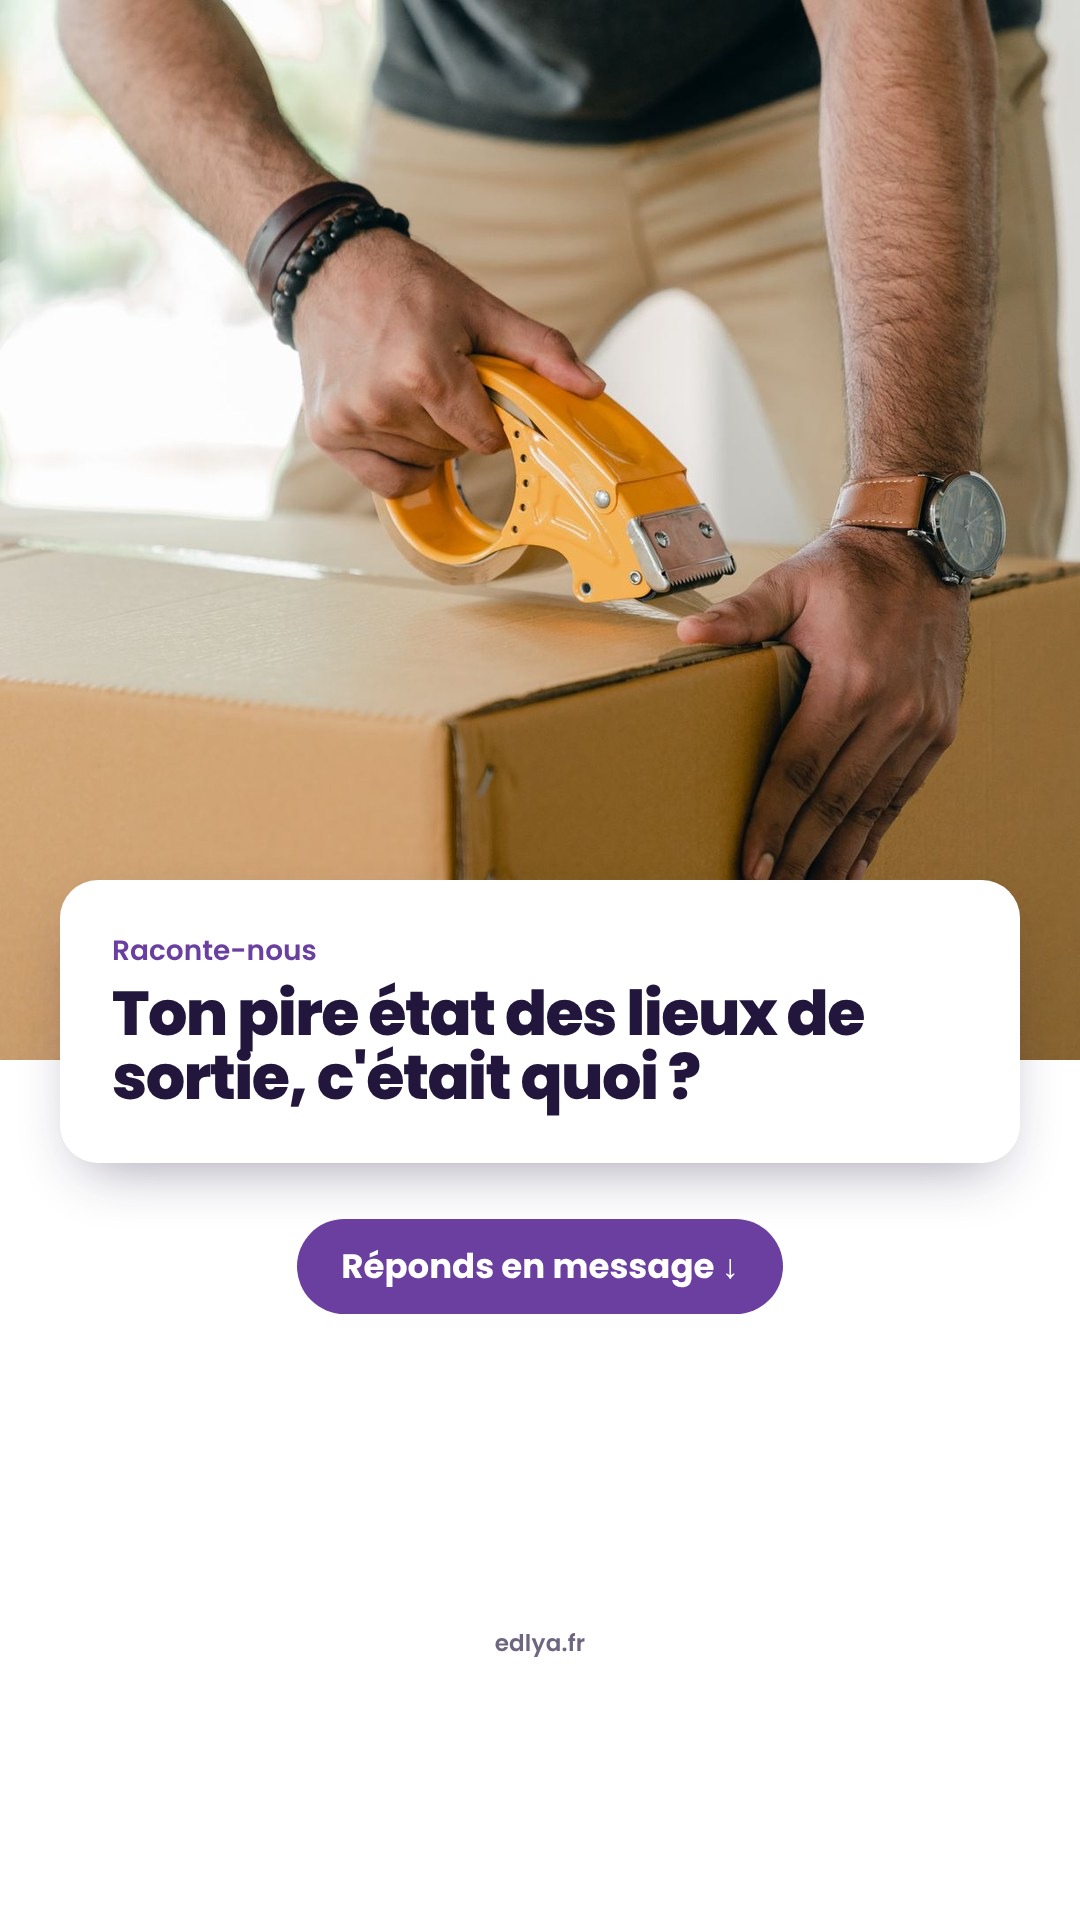 Raconte-nous
Ton pire état des lieux de
sortie, c'était quoi ?
Réponds en message ↓
edlya.fr